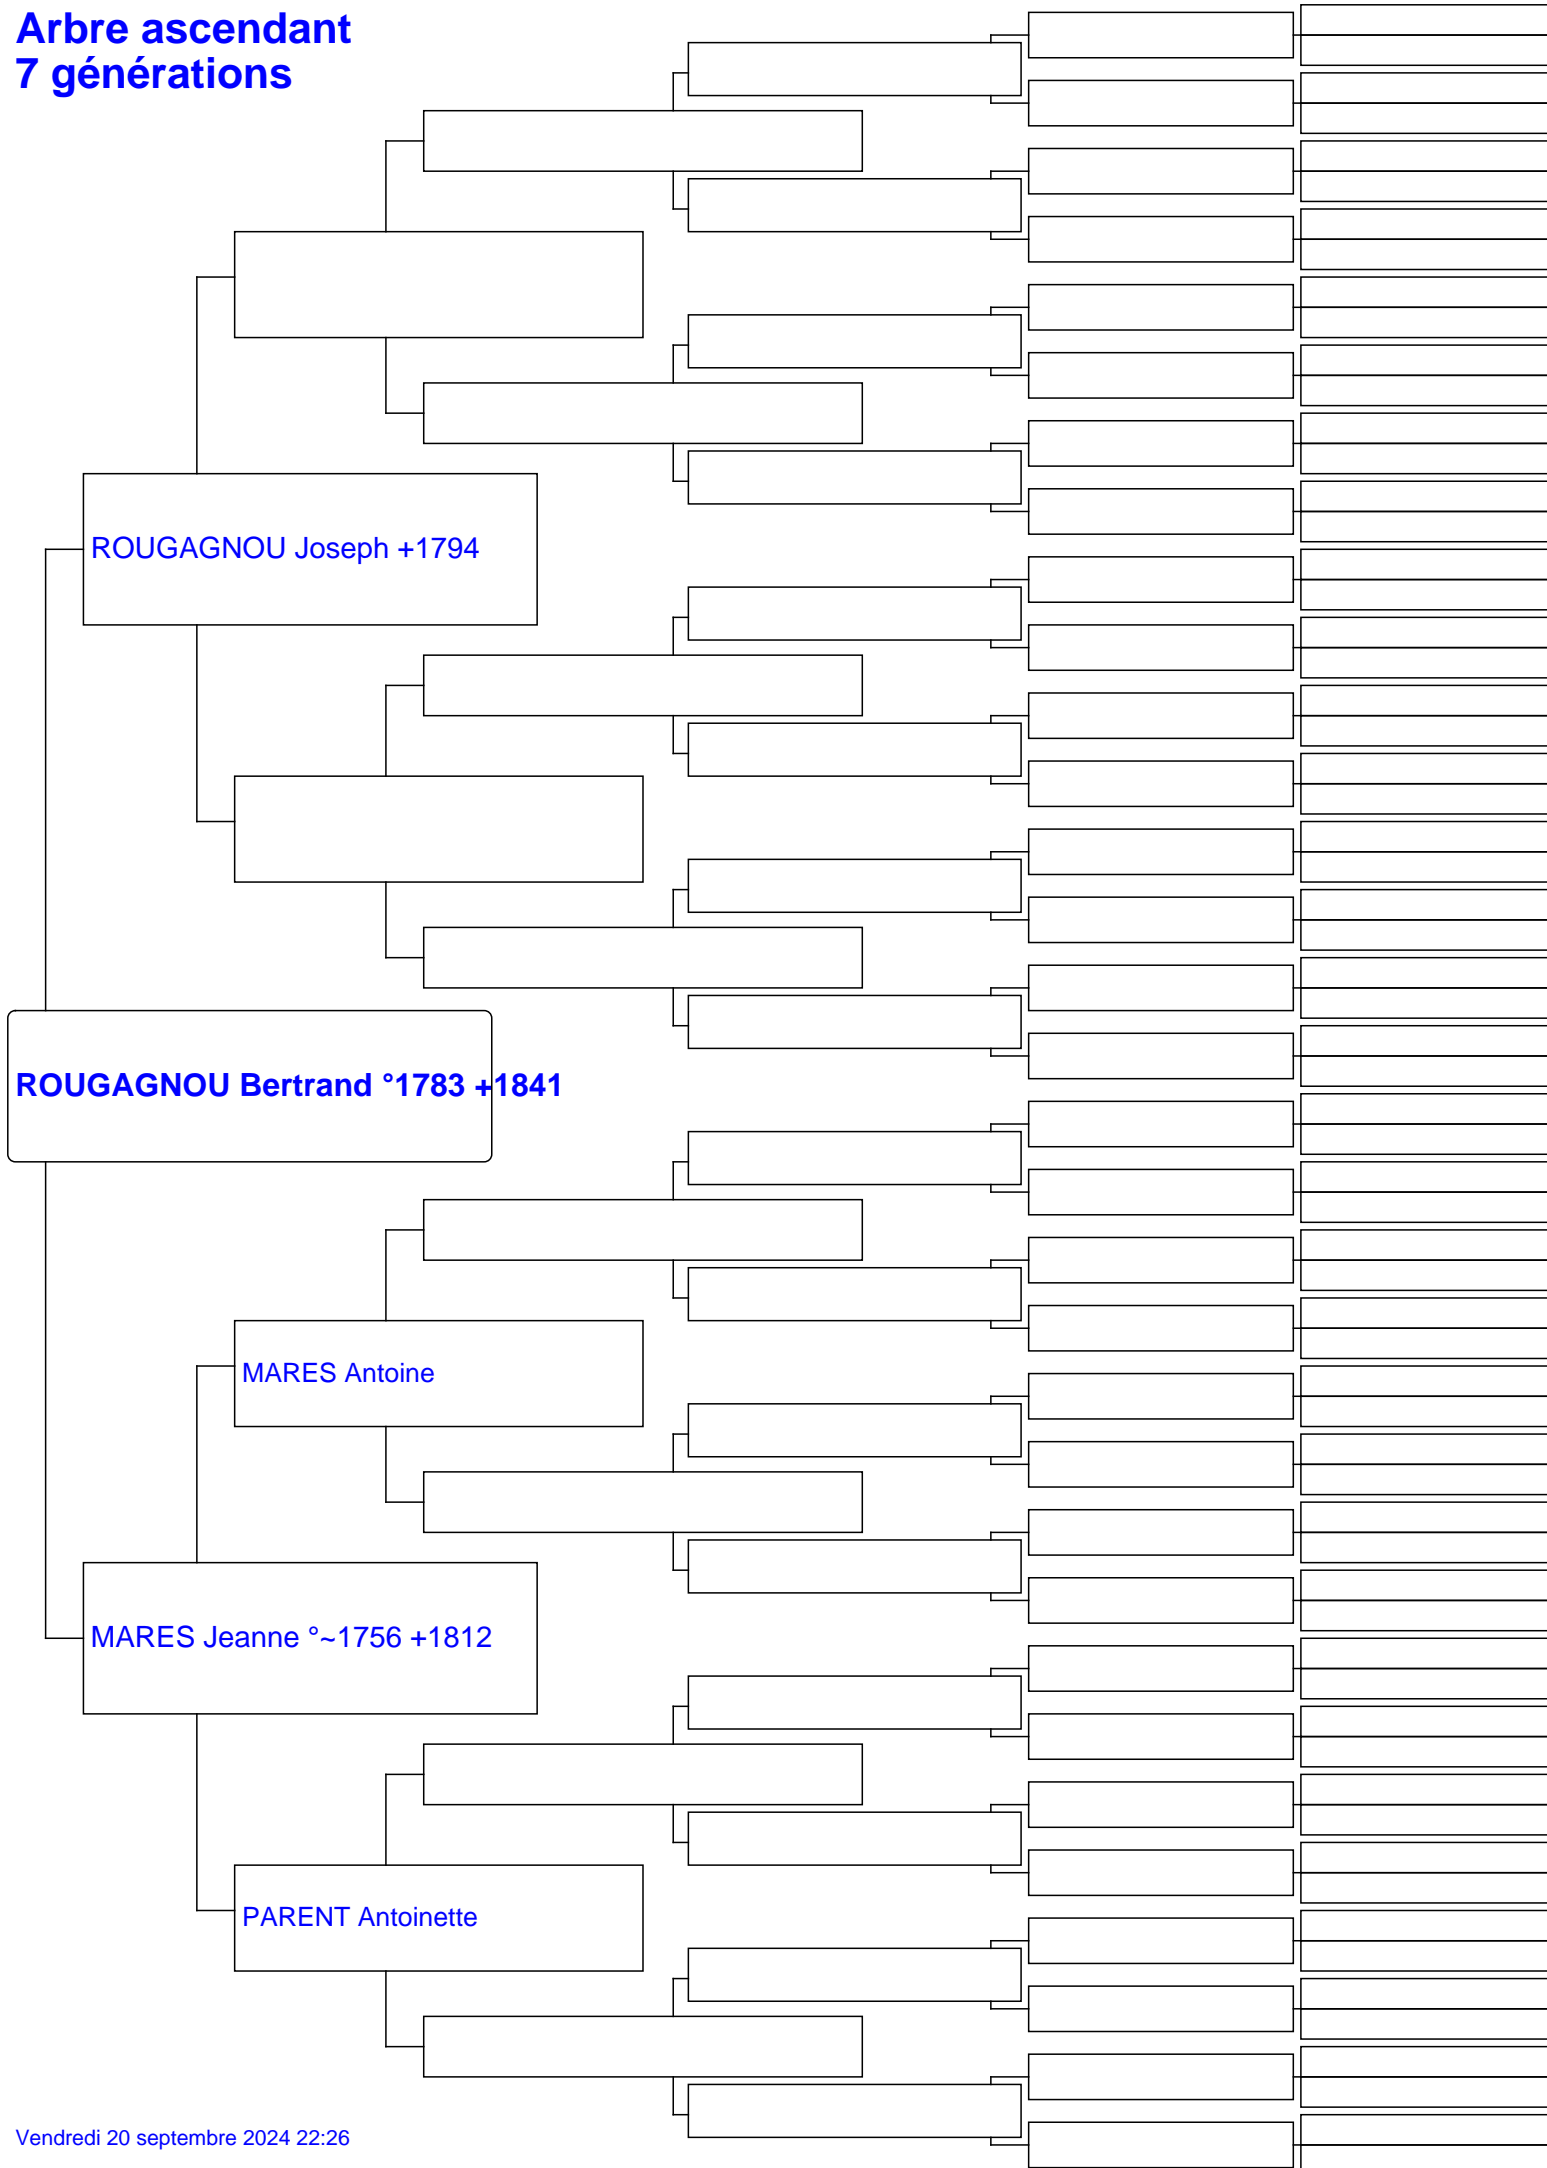 Arbre ascendant
7 générations
ROUGAGNOU Joseph +1794
ROUGAGNOU Bertrand °1783 +1841
MARES Antoine
MARES Jeanne °~1756 +1812
PARENT Antoinette
Vendredi 20 septembre 2024 22:26